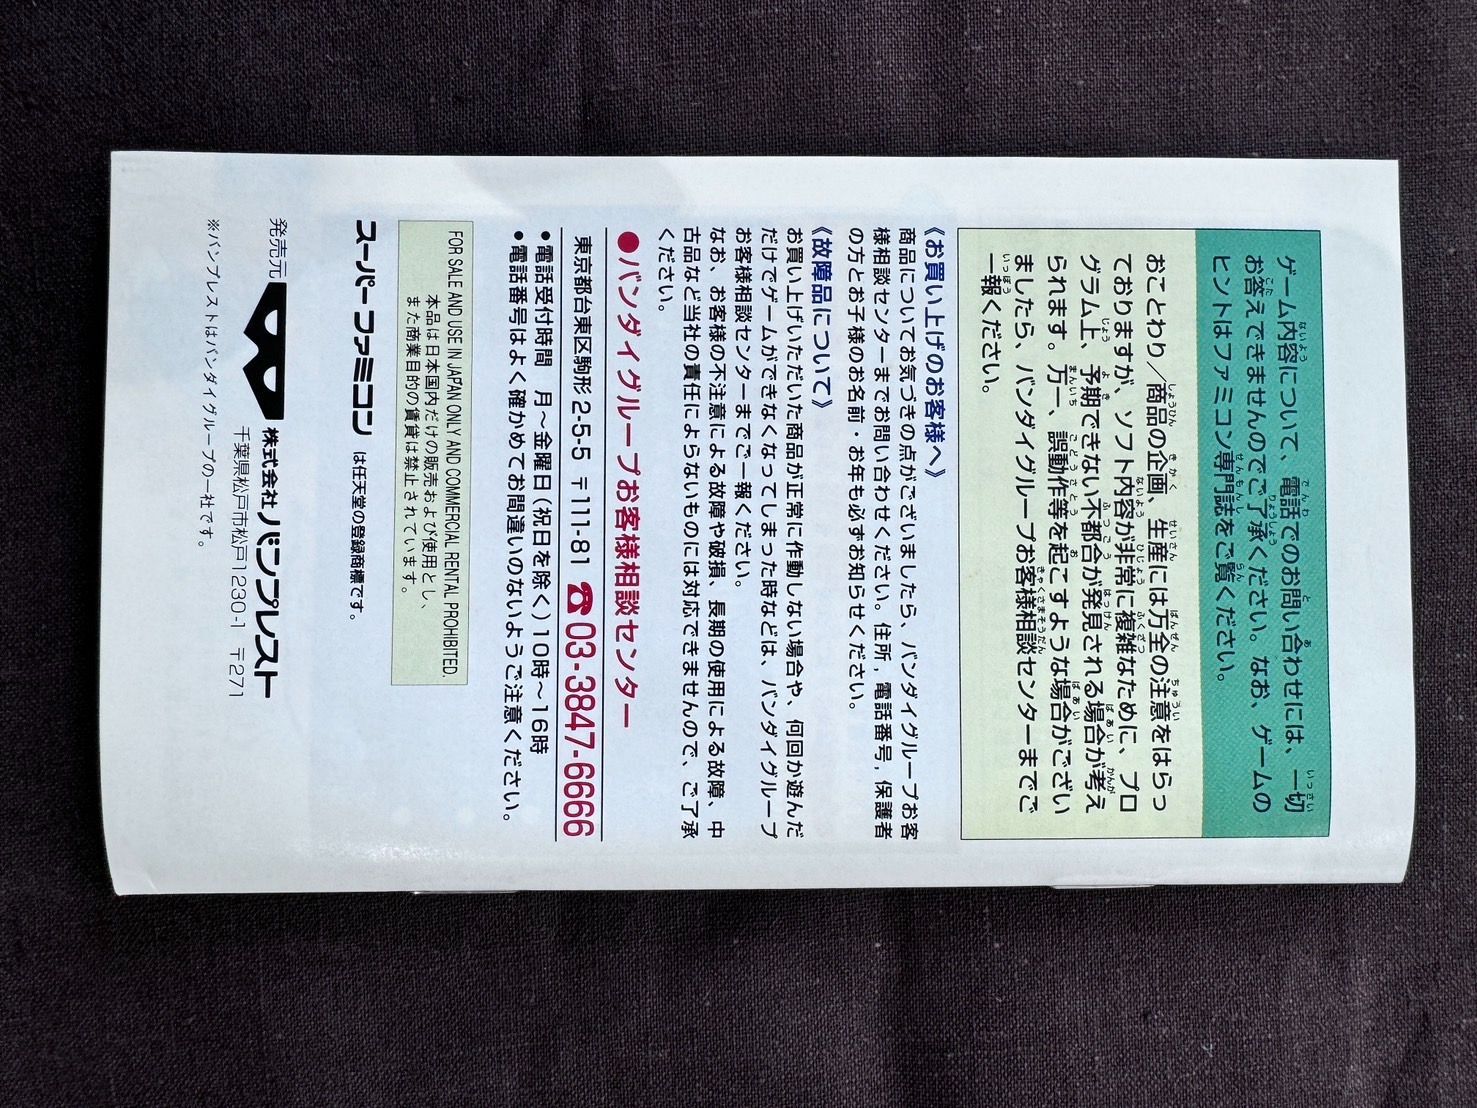 ゲーム内容について、電話でのお問い合わせには、一切
お答えできませんのでご了承ください。なお、ゲームの
ヒントはファミコン専門誌をご覧ください。
おことわり／商品の企画、生産には万全の注意をはらっ
ておりますが、ソフト内容が非常に複雑なために、プロ
グラム上、予期できない不都合が発見される場合が考え
られます。万一、誤動作等を起こすような場合がござい
ましたら、バンダイグループお客様相談センターまでご
一報ください。
《お買い上げのお客様へ》
商品についてお気づきの点がございましたら、バンダイグループお客
様相談センターまでお問い合わせください。住所，電話番号，保護者
の方とお子様のお名前・お年も必ずお知らせください。
《故障品について》
お買い上げいただいた商品が正常に作動しない場合や、何回か遊んだ
だけでゲームができなくなってしまった時などは、バンダイグループ
お客様相談センターまでご一報ください。
なお、お客様の不注意による故障や破損、長期の使用による故障、中
古品など当社の責任によらないものには対応できませんので、ご了承
ください。
●バンダイグループお客様相談センター
東京都台東区駒形2-5-5 〒111-81 ☎03-3847-6666
●電話受付時間 月～金曜日(祝日を除く)10時～16時
●電話番号はよく確かめてお間違いのないようご注意ください。
FOR SALE AND USE IN JAPAN ONLY AND COMMERCIAL RENTAL PROHIBITED.
本品は日本国内だけの販売および使用とし、
また商業目的の賃貸は禁止されています。
スーパーファミコン は任天堂の登録商標です。
発売元 株式会社バンプレスト
千葉県松戸市松戸1230-1 〒271
※バンプレストはバンダイグループの一社です。